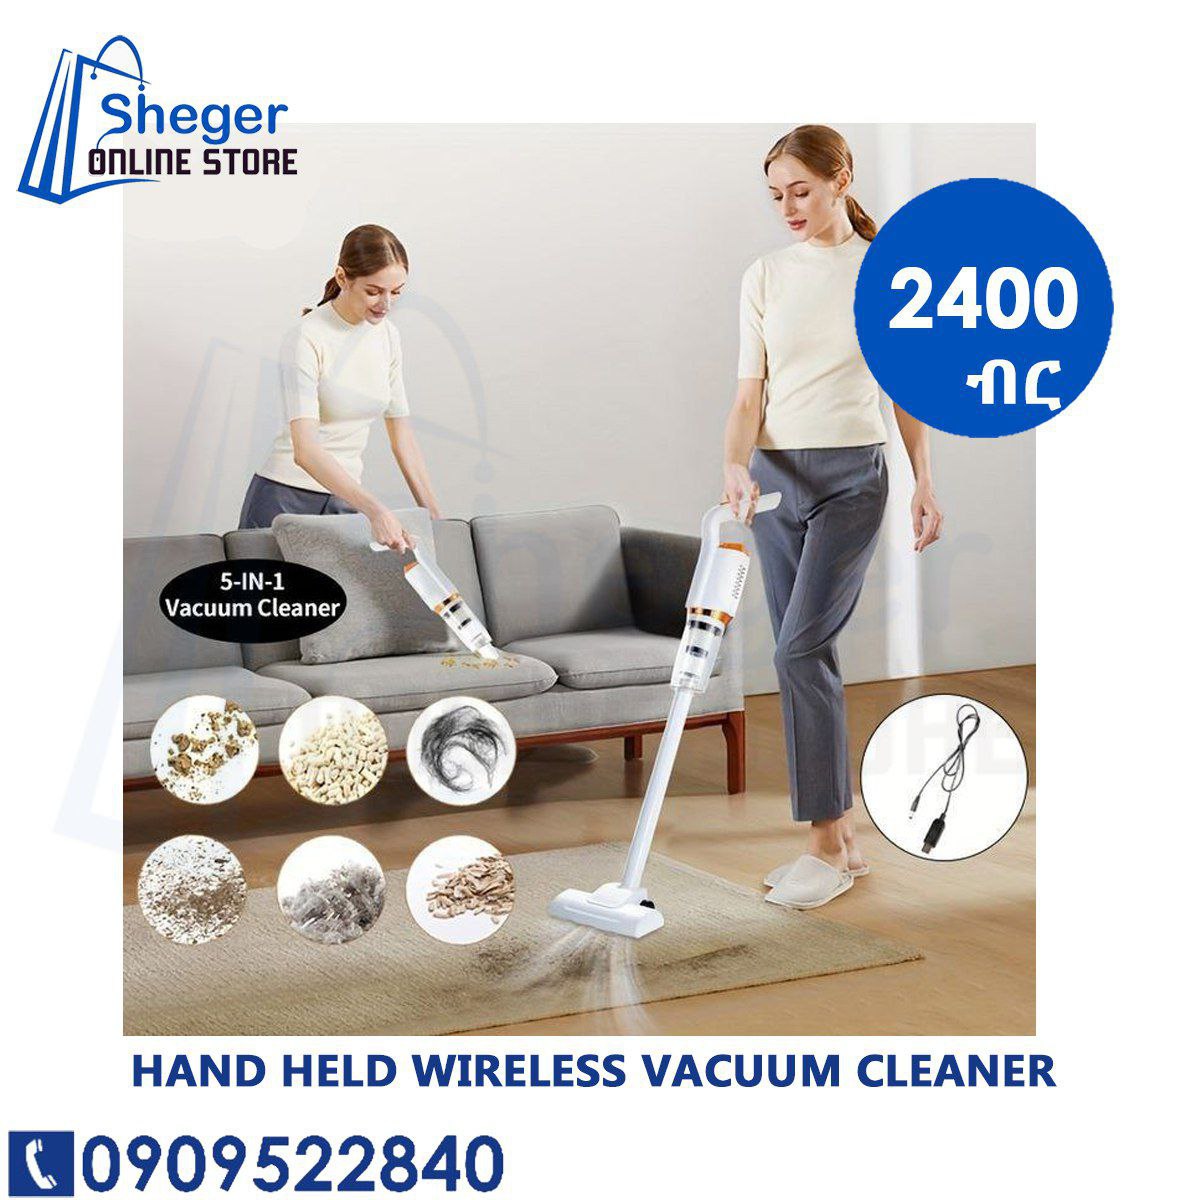 Sheger
ONLINE STORE
2400
ብር
5-IN-1
Vacuum Cleaner
HAND HELD WIRELESS VACUUM CLEANER
0909522840